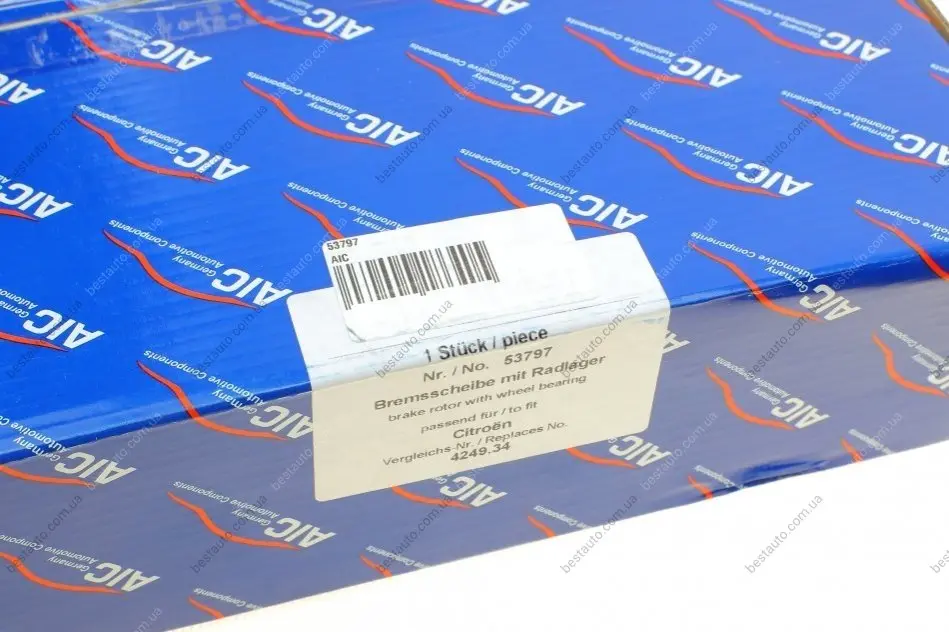 53797
AIC
1 Stück / piece
Nr. / No. 53797
Bremsscheibe mit Radlager
brake rotor with wheel bearing
passend für / to fit
Citroën
Vergleichs-Nr. / Replaces No.
4249.34
AIC
Germany
Automotive Components
bestauto.com.ua